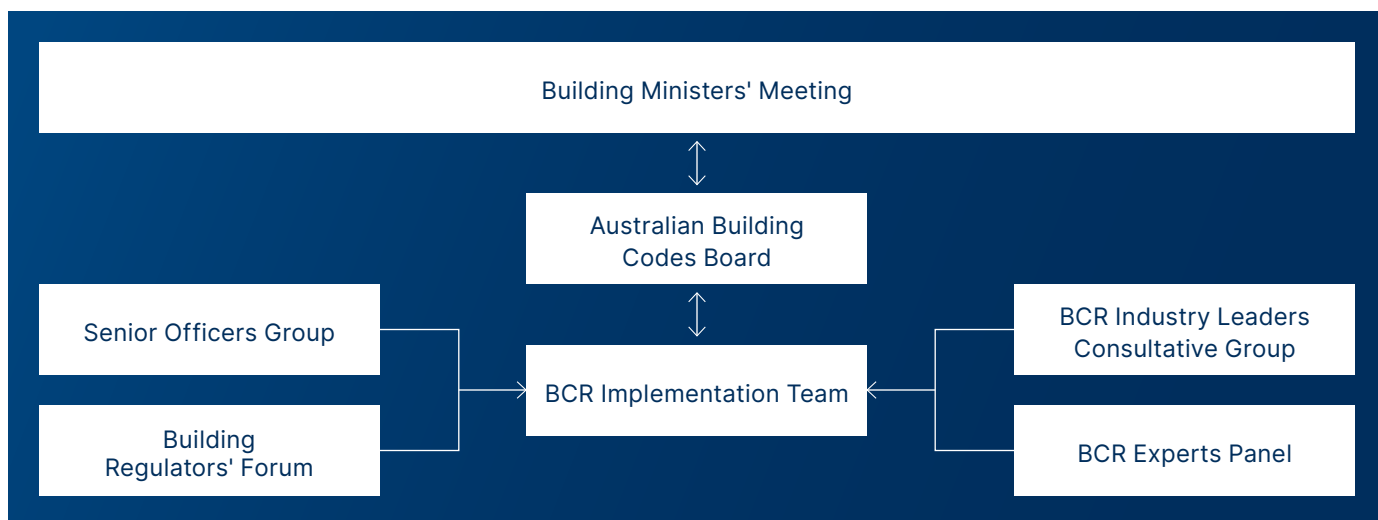 Building Ministers' Meeting
Australian Building
Codes Board
Senior Officers Group
Building
Regulators' Forum
BCR Implementation Team
BCR Industry Leaders
Consultative Group
BCR Experts Panel